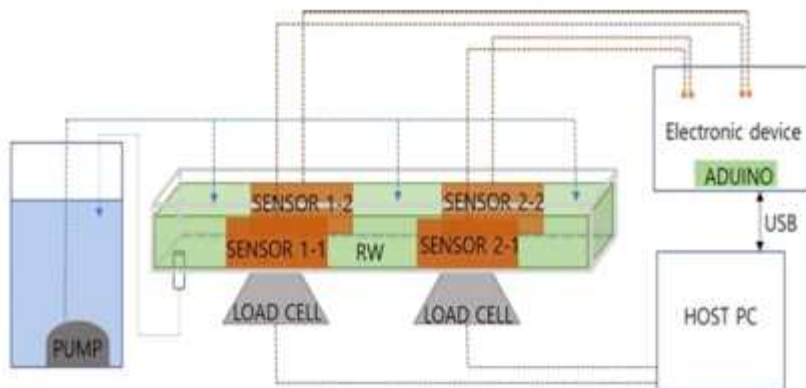 Electronic device
ADUINO
SENSOR 1-2
SENSOR 2-2
USB
SENSOR 1-1
RW
SENSOR 2-1
LOAD CELL
LOAD CELL
HOST PC
PUMP